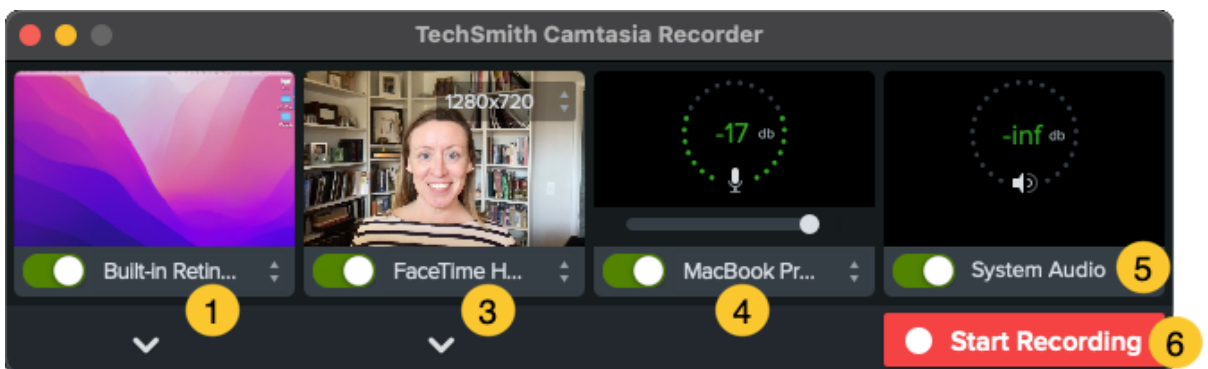 TechSmith Camtasia Recorder
1280x720
-17 db
-inf db
Built-in Retin...
FaceTime H...
MacBook Pr...
System Audio 5
1
3
4
Start Recording 6